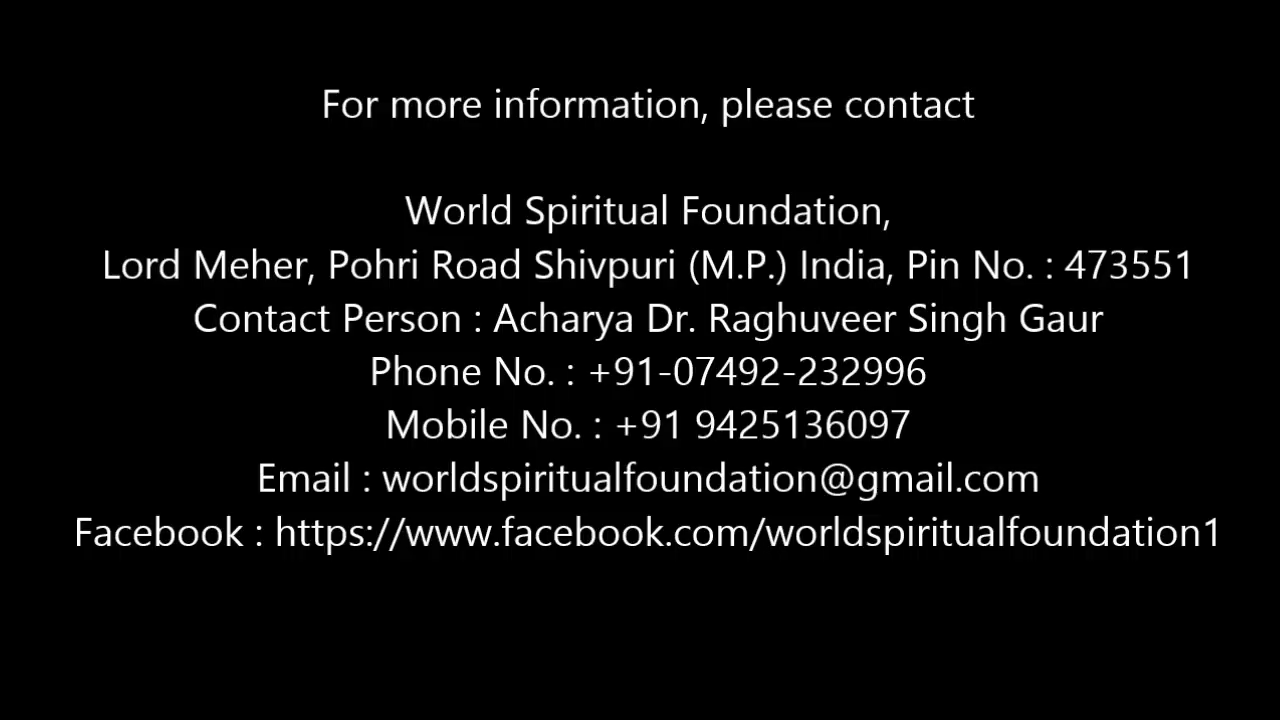 For more information, please contact
World Spiritual Foundation,
Lord Meher, Pohri Road Shivpuri (M.P.) India, Pin No. : 473551
Contact Person : Acharya Dr. Raghuveer Singh Gaur
Phone No. : +91-07492-232996
Mobile No. : +91 9425136097
Email : worldspiritualfoundation@gmail.com
Facebook : https://www.facebook.com/worldspiritualfoundation1